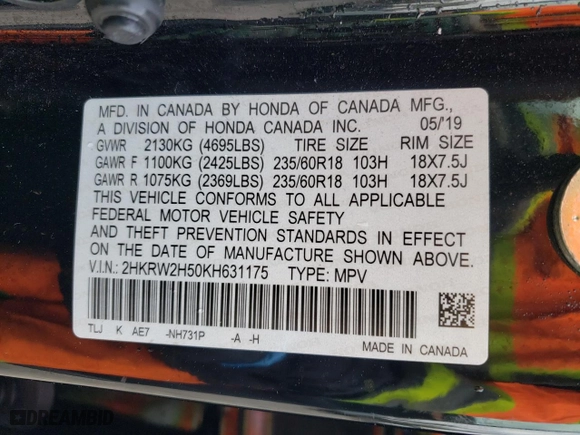 MFD. IN CANADA BY HONDA OF CANADA MFG.,
A DIVISION OF HONDA CANADA INC. 05/'19
GVWR 2130KG (4695LBS) TIRE SIZE RIM SIZE
GAWR F 1100KG (2425LBS) 235/60R18 103H 18X7.5J
GAWR R 1075KG (2369LBS) 235/60R18 103H 18X7.5J
THIS VEHICLE CONFORMS TO ALL APPLICABLE
FEDERAL MOTOR VEHICLE SAFETY
AND THEFT PREVENTION STANDARDS IN EFFECT
ON THE DATE OF MANUFACTURE SHOWN ABOVE.
V.I.N.: 2HKRW2H50KH631175 TYPE: MPV
TLJ K AE7 -NH731P -A -H
MADE IN CANADA
DREAMBID